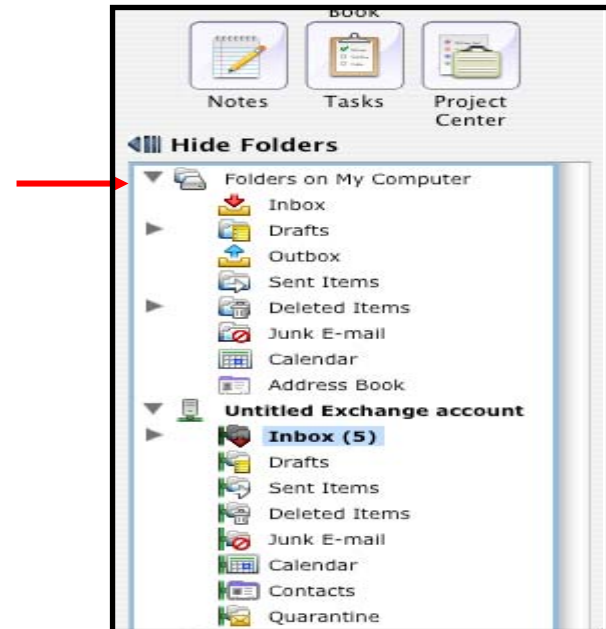 Book
Notes Tasks Project
Center
Hide Folders
Folders on My Computer
Inbox
Drafts
Outbox
Sent Items
Deleted Items
Junk E-mail
Calendar
Address Book
Untitled Exchange account
Inbox (5)
Drafts
Sent Items
Deleted Items
Junk E-mail
Calendar
Contacts
Quarantine